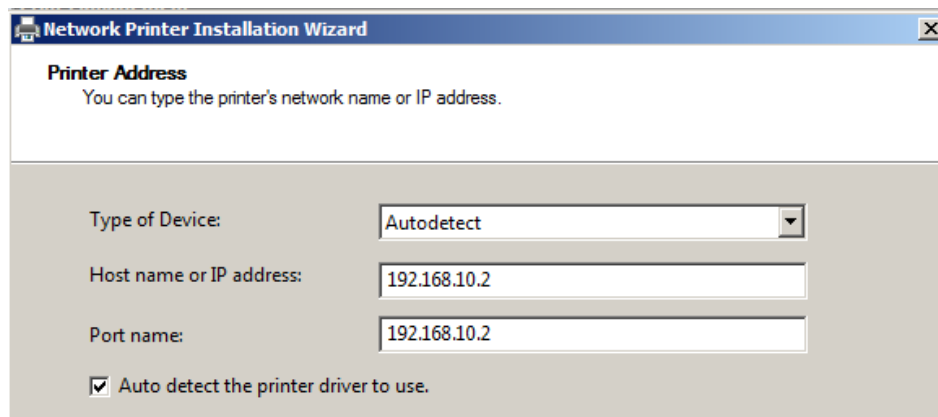 Network Printer Installation Wizard
Printer Address
You can type the printer's network name or IP address.
Type of Device:
Autodetect
Host name or IP address:
192.168.10.2
Port name:
192.168.10.2
Auto detect the printer driver to use.